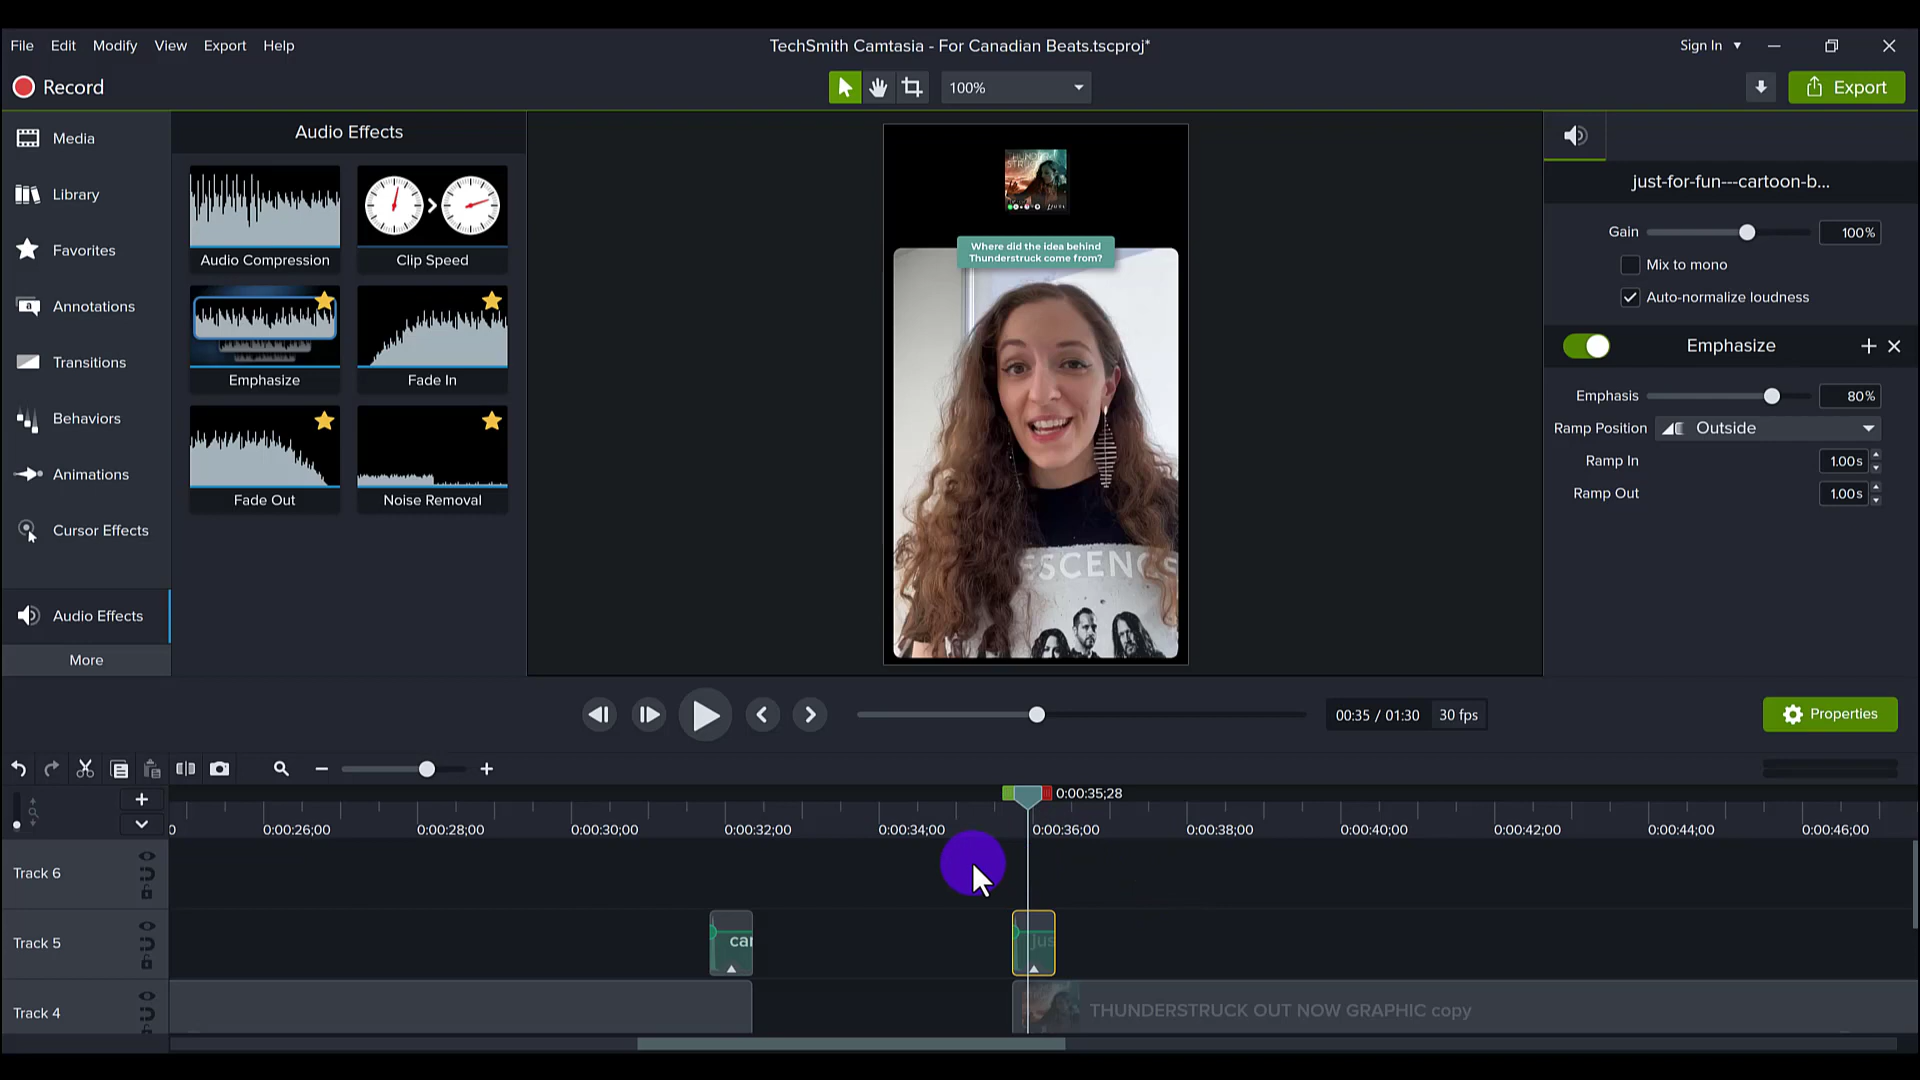 File Edit Modify View Export Help
TechSmith Camtasia - For Canadian Beats.tscproj*
Sign In
Record
100%
Export
Media
Library
Favorites
Annotations
Transitions
Behaviors
Animations
Cursor Effects
Audio Effects
More
Audio Effects
Audio Compression
Clip Speed
Emphasize
Fade In
Fade Out
Noise Removal
THUNDER
STRUCK
Where did the idea behind
Thunderstruck come from?
ESCENC
just-for-fun---cartoon-b...
Gain 100%
Mix to mono
Auto-normalize loudness
Emphasize
Emphasis 80%
Ramp Position Outside
Ramp In 1.00s
Ramp Out 1.00s
00:35 / 01:30 30 fps
Properties
0:00:35;28
0 0:00:26;00 0:00:28;00 0:00:30;00 0:00:32;00 0:00:34;00 0:00:36;00 0:00:38;00 0:00:40;00 0:00:42;00 0:00:44;00 0:00:46;00
Track 6
Track 5
car
jus
Track 4
THUNDERSTRUCK OUT NOW GRAPHIC copy